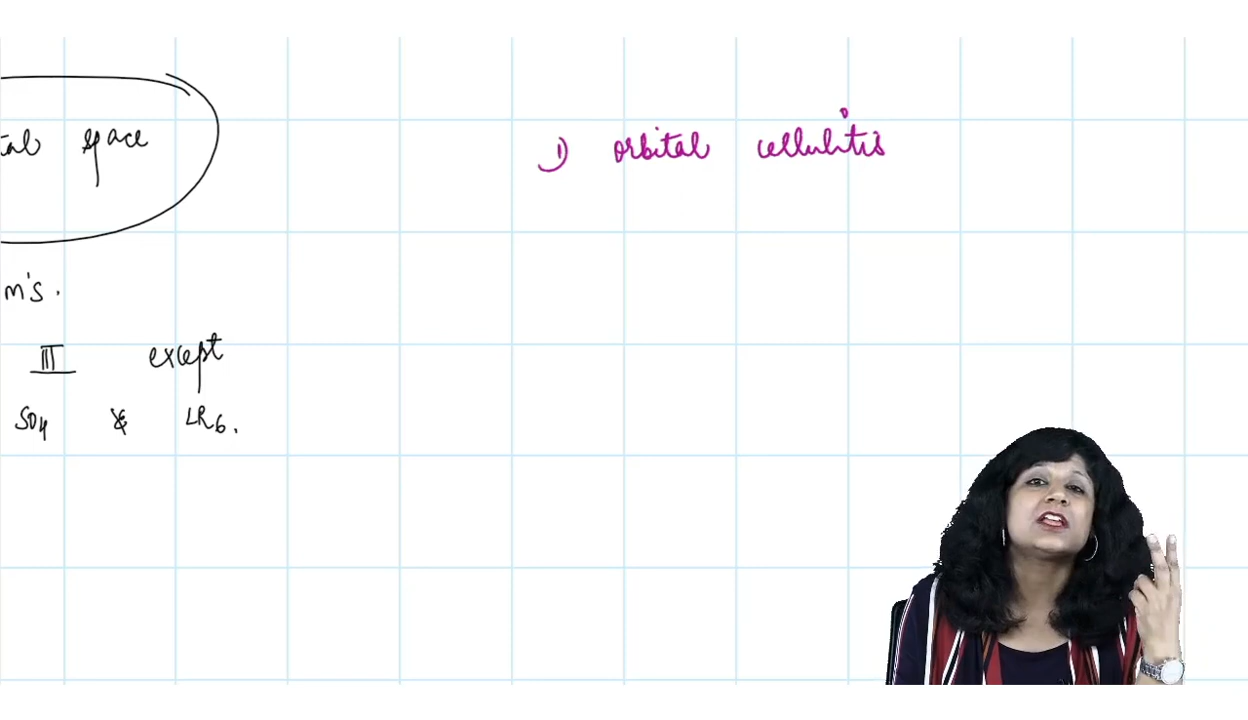 tal space
1) orbital cellulitis
m's.
III except
SO4 & LR6.